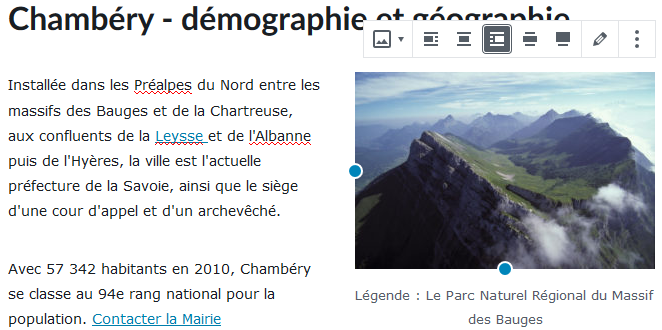 Chambéry - démographie et géographie
Installée dans les Préalpes du Nord entre les
massifs des Bauges et de la Chartreuse,
aux confluents de la Leysse et de l'Albanne
puis de l'Hyères, la ville est l'actuelle
préfecture de la Savoie, ainsi que le siège
d'une cour d'appel et d'un archevêché.
Avec 57 342 habitants en 2010, Chambéry
se classe au 94e rang national pour la
population. Contacter la Mairie
Légende : Le Parc Naturel Régional du Massif
des Bauges